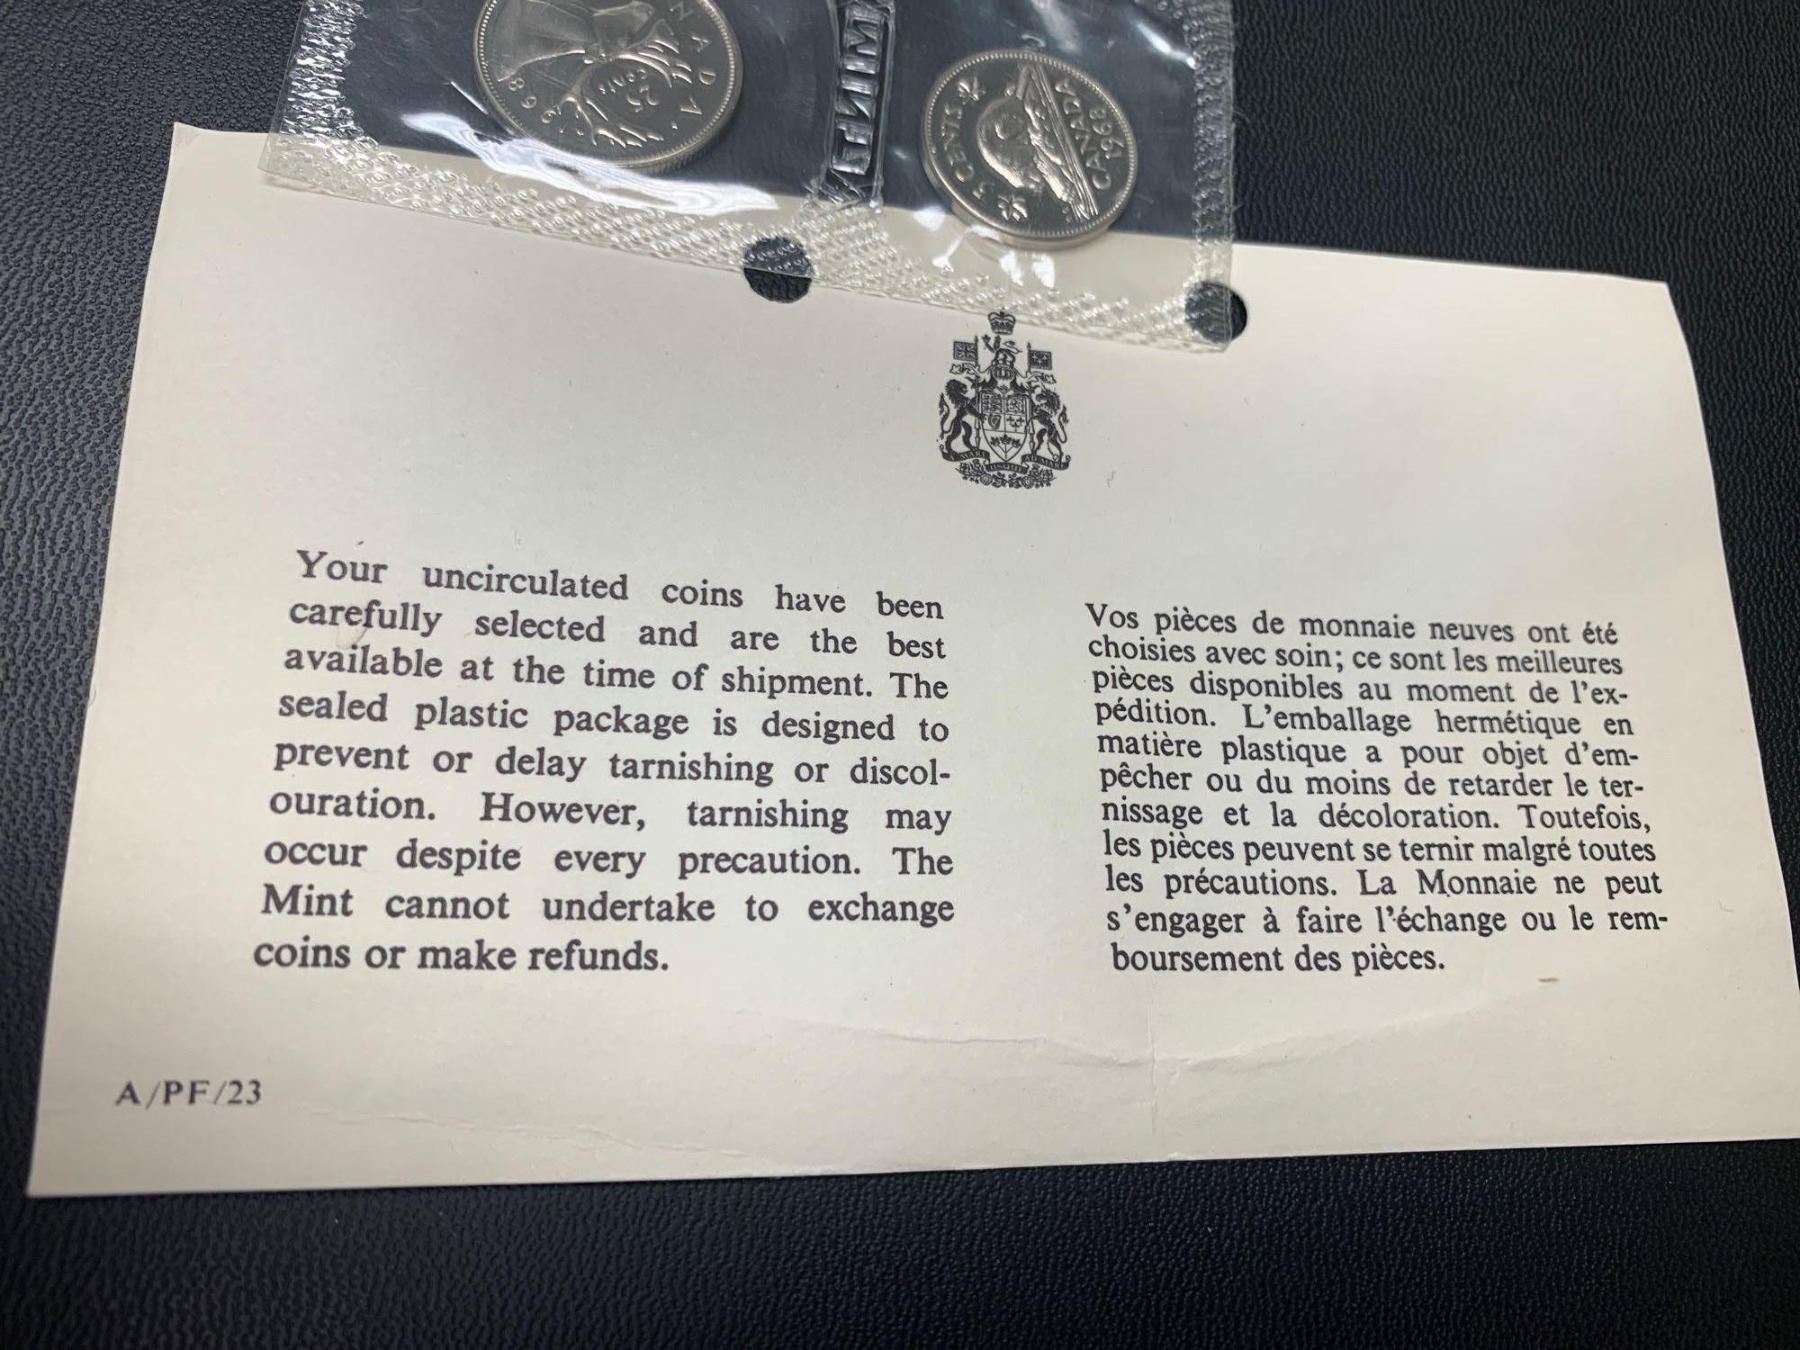 CANADA
25
CENTS
1968
MINT
5 CENTS
CANADA
1968
Your uncirculated coins have been
carefully selected and are the best
available at the time of shipment. The
sealed plastic package is designed to
prevent or delay tarnishing or discol-
ouration. However, tarnishing may
occur despite every precaution. The
Mint cannot undertake to exchange
coins or make refunds.
Vos pièces de monnaie neuves ont été
choisies avec soin; ce sont les meilleures
pièces disponibles au moment de l'ex-
pédition. L'emballage hermétique en
matière plastique a pour objet d'em-
pêcher ou du moins de retarder le ter-
nissage et la décoloration. Toutefois,
les pièces peuvent se ternir malgré toutes
les précautions. La Monnaie ne peut
s'engager à faire l'échange ou le rem-
boursement des pièces.
A/PF/23